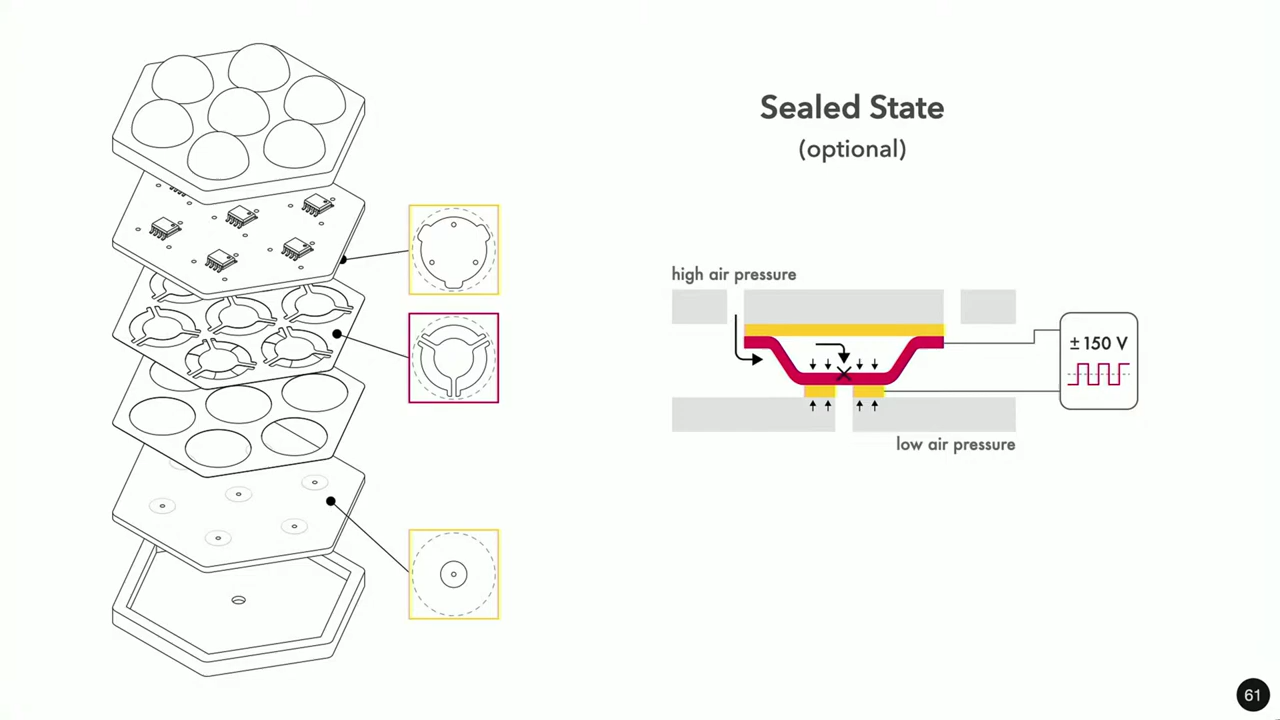 Sealed State
(optional)
high air pressure
± 150 V
low air pressure
61